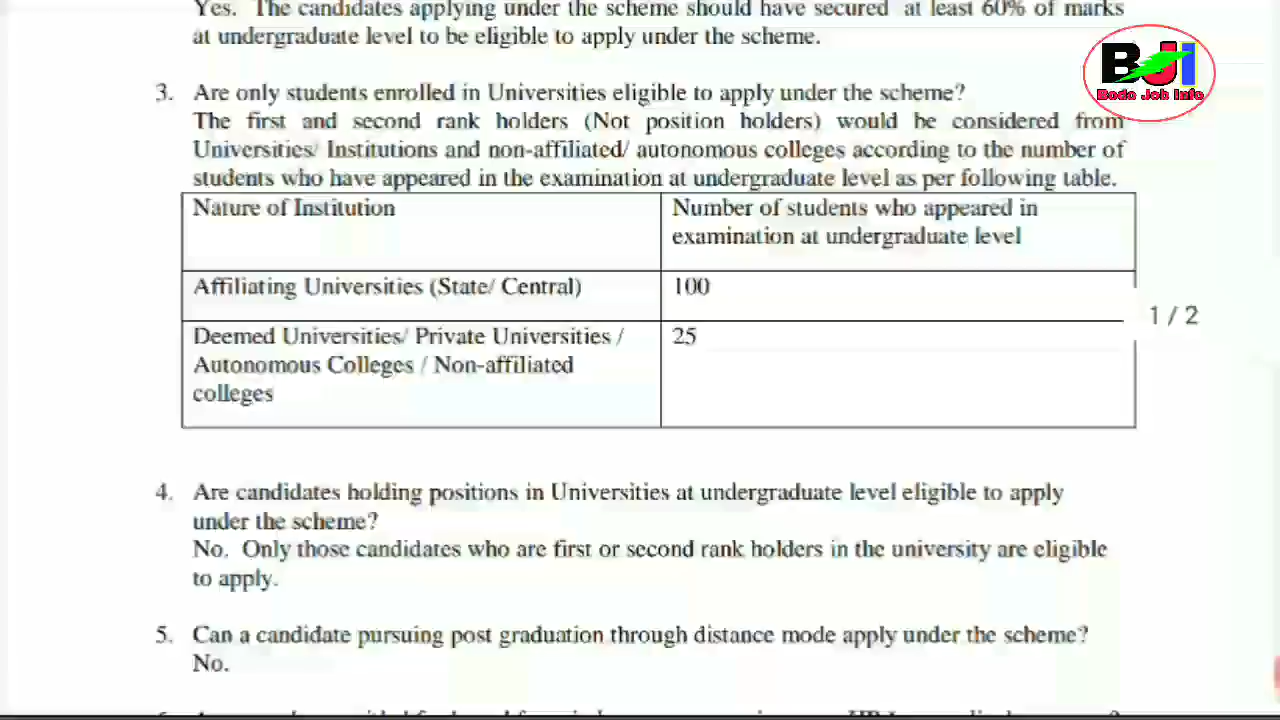 Yes. The candidates applying under the scheme should have secured at least 60% of marks
at undergraduate level to be eligible to apply under the scheme.
BJI
Bodo Job Info
3. Are only students enrolled in Universities eligible to apply under the scheme?
The first and second rank holders (Not position holders) would be considered from
Universities/ Institutions and non-affiliated/ autonomous colleges according to the number of
students who have appeared in the examination at undergraduate level as per following table.
Nature of Institution
Number of students who appeared in
examination at undergraduate level
Affiliating Universities (State/ Central)
100
1 / 2
Deemed Universities/ Private Universities /
Autonomous Colleges / Non-affiliated
colleges
25
4. Are candidates holding positions in Universities at undergraduate level eligible to apply
under the scheme?
No. Only those candidates who are first or second rank holders in the university are eligible
to apply.
5. Can a candidate pursuing post graduation through distance mode apply under the scheme?
No.